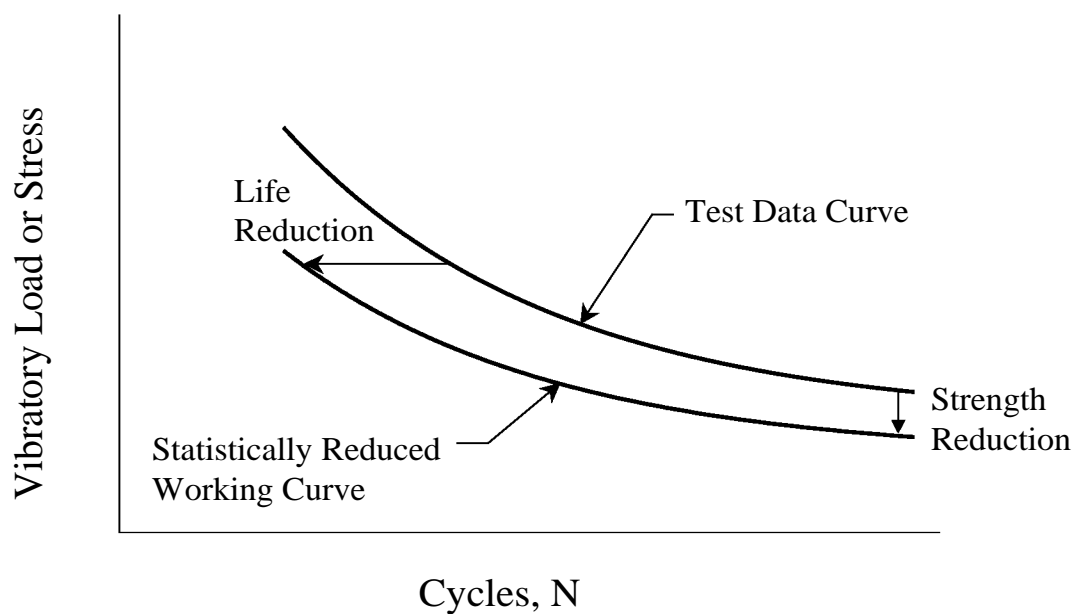 Vibratory Load or Stress
Life
Reduction
Test Data Curve
Strength
Reduction
Statistically Reduced
Working Curve
Cycles, N